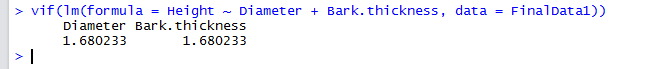 > vif(lm(formula = Height ~ Diameter + Bark.thickness, data = FinalData1))
      Diameter Bark.thickness
      1.680233       1.680233
>